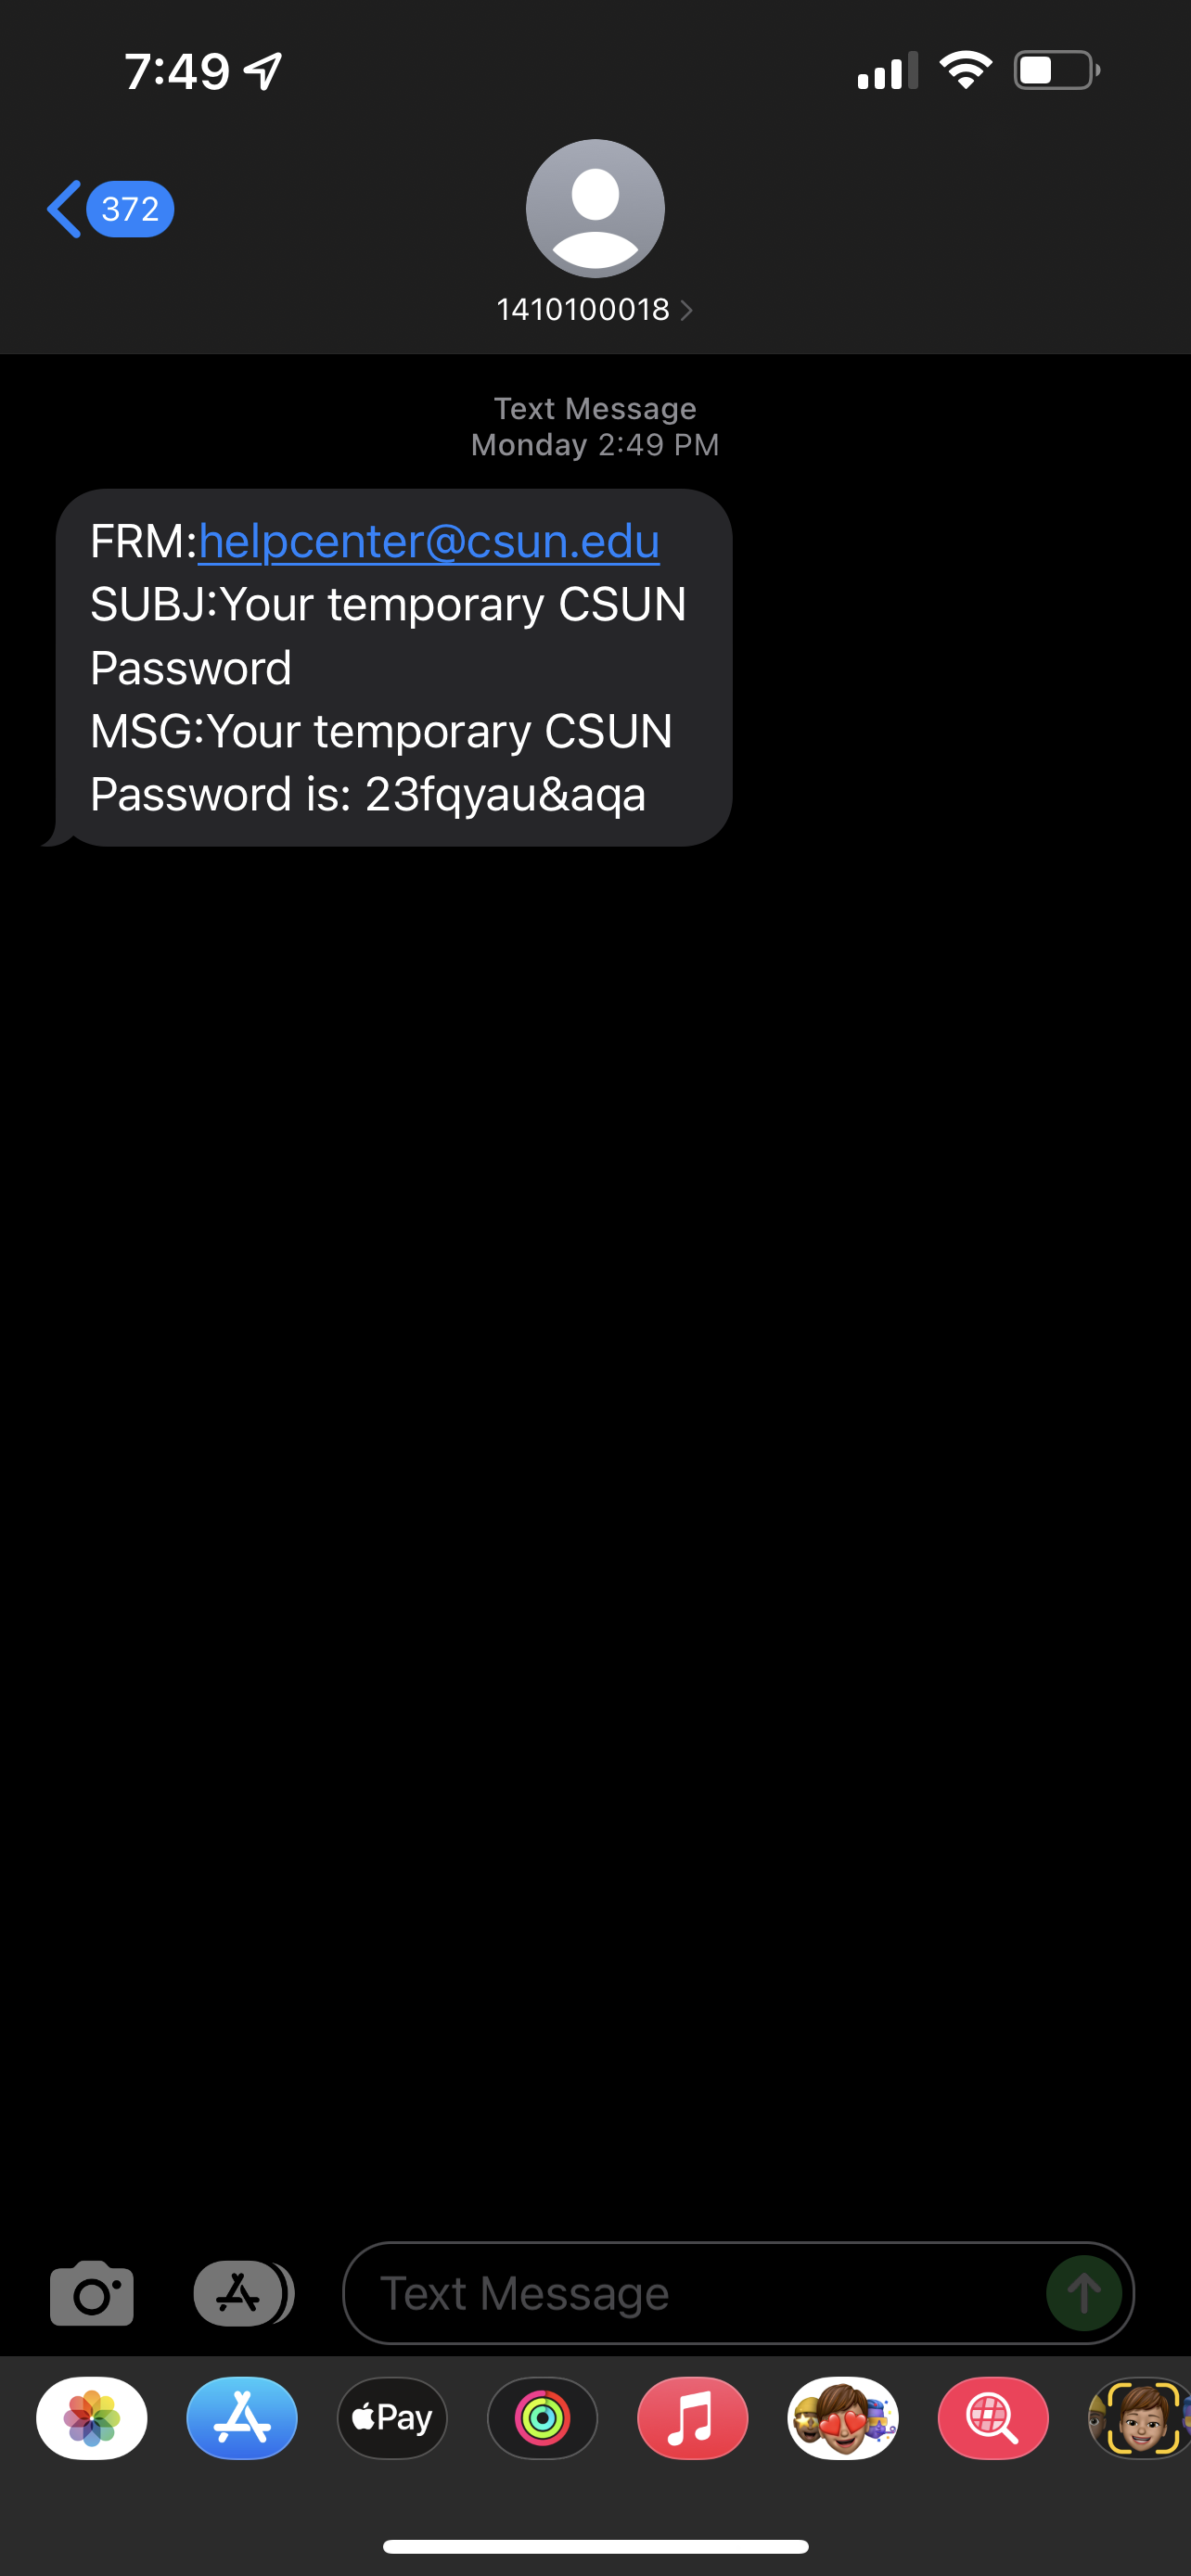 7:49
372
1410100018
Text Message
Monday 2:49 PM
FRM:helpcenter@csun.edu
SUBJ:Your temporary CSUN
Password
MSG:Your temporary CSUN
Password is: 23fqyau&aqa
Text Message
Pay